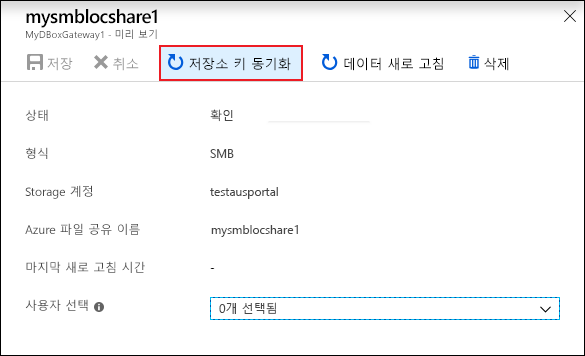 mysmblocshare1
MyDBoxGateway1 - 미리 보기
저장 취소 저장소 키 동기화 데이터 새로 고침 삭제
상태 확인
형식 SMB
Storage 계정 testausportal
Azure 파일 공유 이름 mysmblocshare1
마지막 새로 고침 시간 -
사용자 선택 0개 선택됨